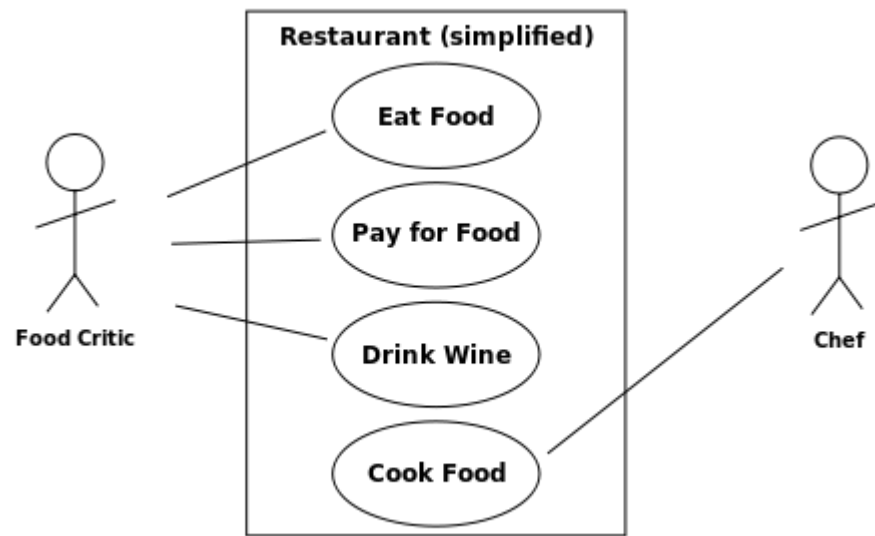 Restaurant (simplified)
Eat Food
Pay for Food
Drink Wine
Cook Food
Food Critic
Chef